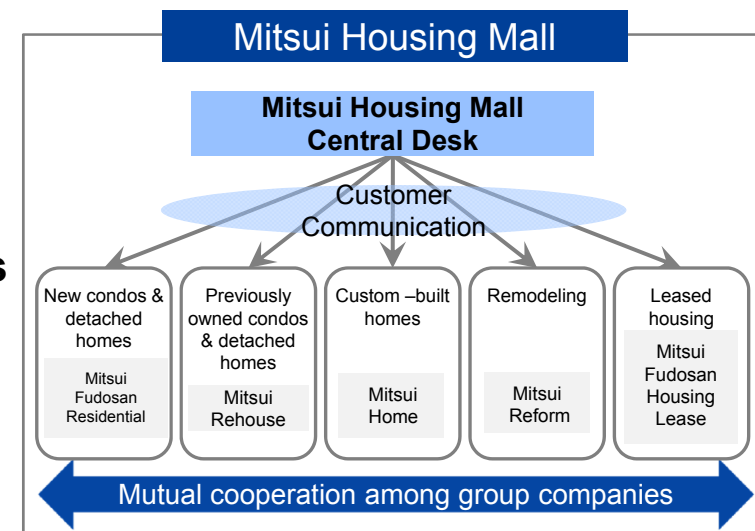 Mitsui Housing Mall
Mitsui Housing Mall
Central Desk
Customer
Communication
s
New condos &
detached
homes
Mitsui
Fudosan
Residential
Previously
owned condos
& detached
homes
Mitsui
Rehouse
Custom –built
homes
Mitsui
Home
Remodeling
Mitsui
Reform
Leased
housing
Mitsui
Fudosan
Housing
Lease
Mutual cooperation among group companies